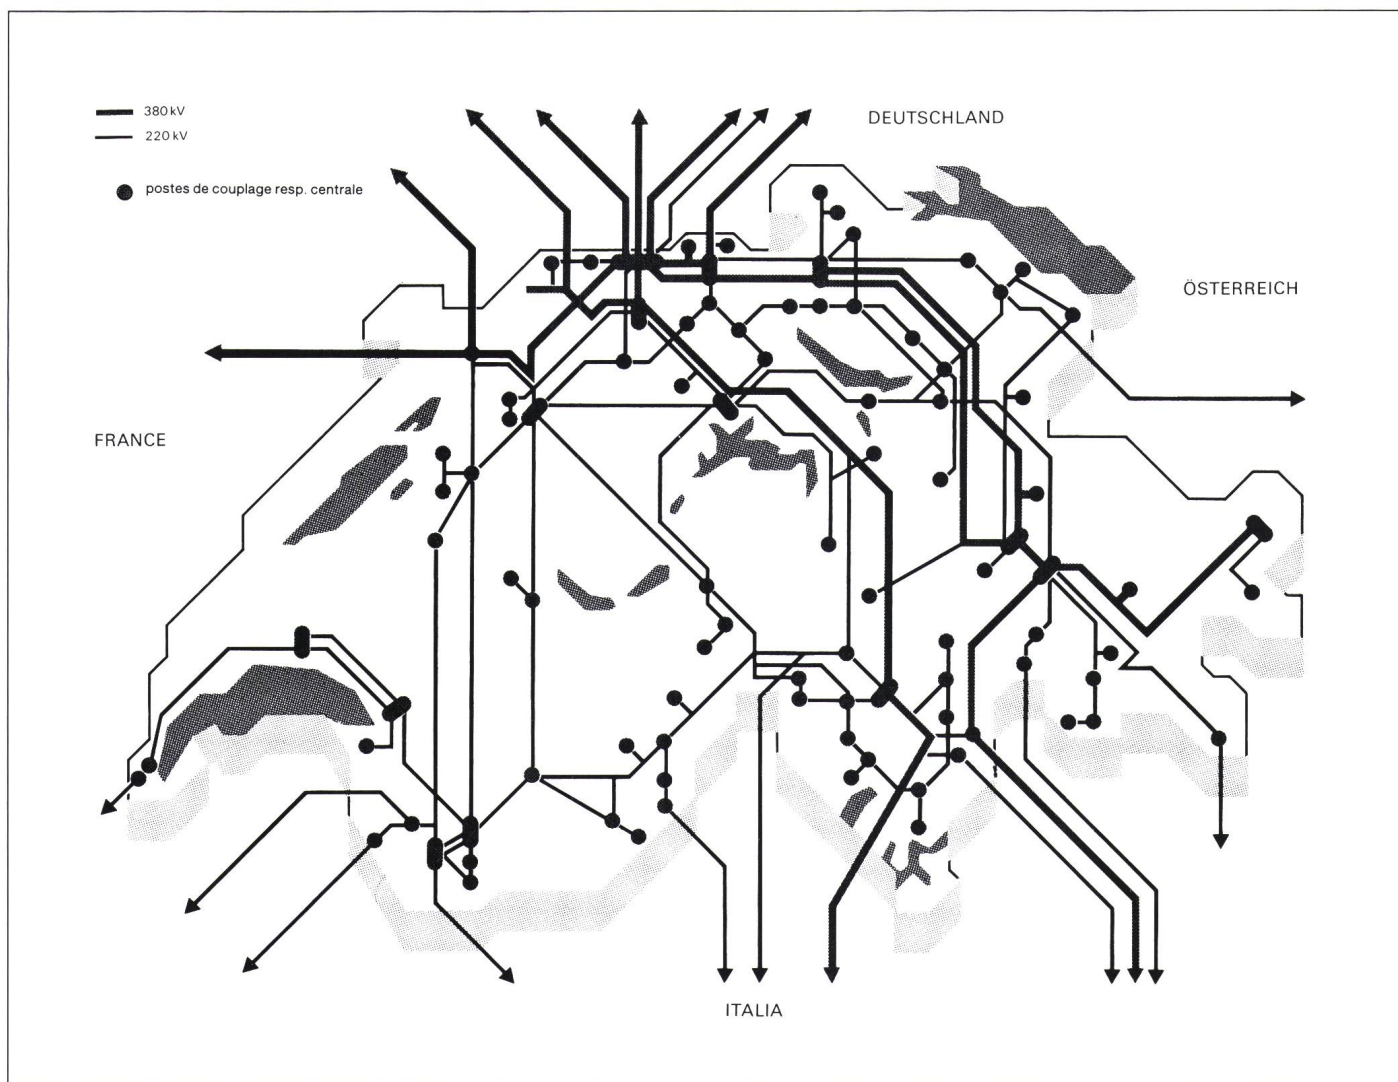 380 kV
220 kV
postes de couplage resp. centrale
DEUTSCHLAND
ÖSTERREICH
FRANCE
ITALIA